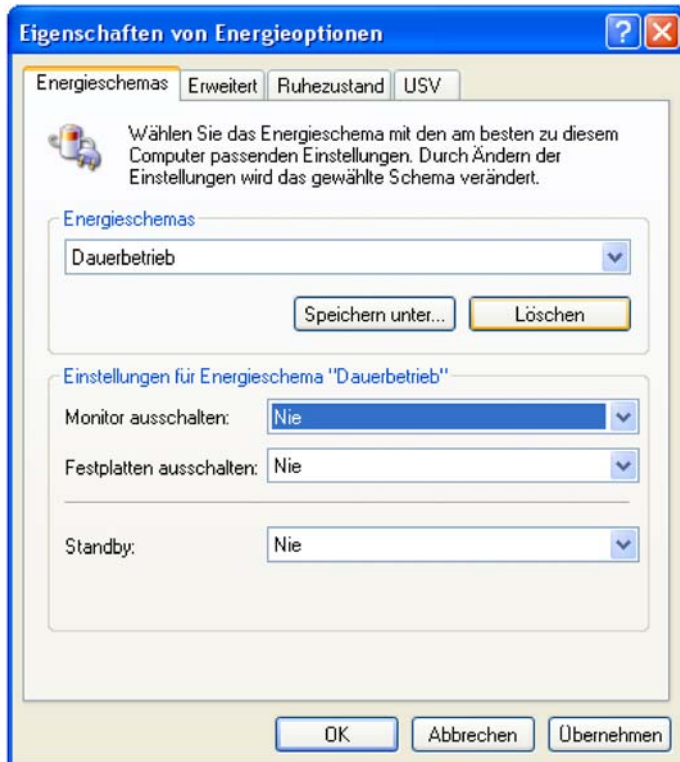 Eigenschaften von Energieoptionen
Energieschemas Erweitert Ruhezustand USV
Wählen Sie das Energieschema mit den am besten zu diesem
Computer passenden Einstellungen. Durch Ändern der
Einstellungen wird das gewählte Schema verändert.
Energieschemas
Dauerbetrieb
Speichern unter... Löschen
Einstellungen für Energieschema "Dauerbetrieb"
Monitor ausschalten: Nie
Festplatten ausschalten: Nie
Standby: Nie
OK Abbrechen Übernehmen